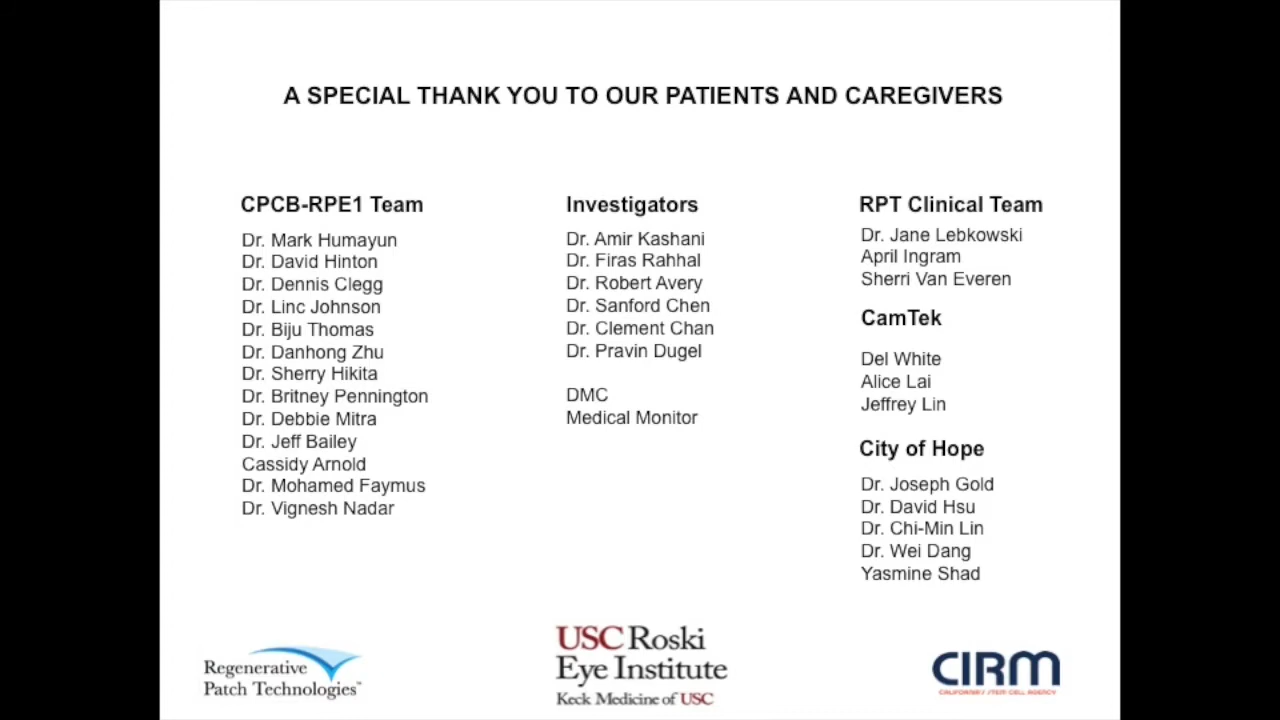 A SPECIAL THANK YOU TO OUR PATIENTS AND CAREGIVERS
CPCB-RPE1 Team
Dr. Mark Humayun
Dr. David Hinton
Dr. Dennis Clegg
Dr. Linc Johnson
Dr. Biju Thomas
Dr. Danhong Zhu
Dr. Sherry Hikita
Dr. Britney Pennington
Dr. Debbie Mitra
Dr. Jeff Bailey
Cassidy Arnold
Dr. Mohamed Faymus
Dr. Vignesh Nadar
Investigators
Dr. Amir Kashani
Dr. Firas Rahhal
Dr. Robert Avery
Dr. Sanford Chen
Dr. Clement Chan
Dr. Pravin Dugel
DMC
Medical Monitor
RPT Clinical Team
Dr. Jane Lebkowski
April Ingram
Sherri Van Everen
CamTek
Del White
Alice Lai
Jeffrey Lin
City of Hope
Dr. Joseph Gold
Dr. David Hsu
Dr. Chi-Min Lin
Dr. Wei Dang
Yasmine Shad
Regenerative
Patch Technologies™
USC Roski
Eye Institute
Keck Medicine of USC
CIRM
CALIFORNIA'S STEM CELL AGENCY